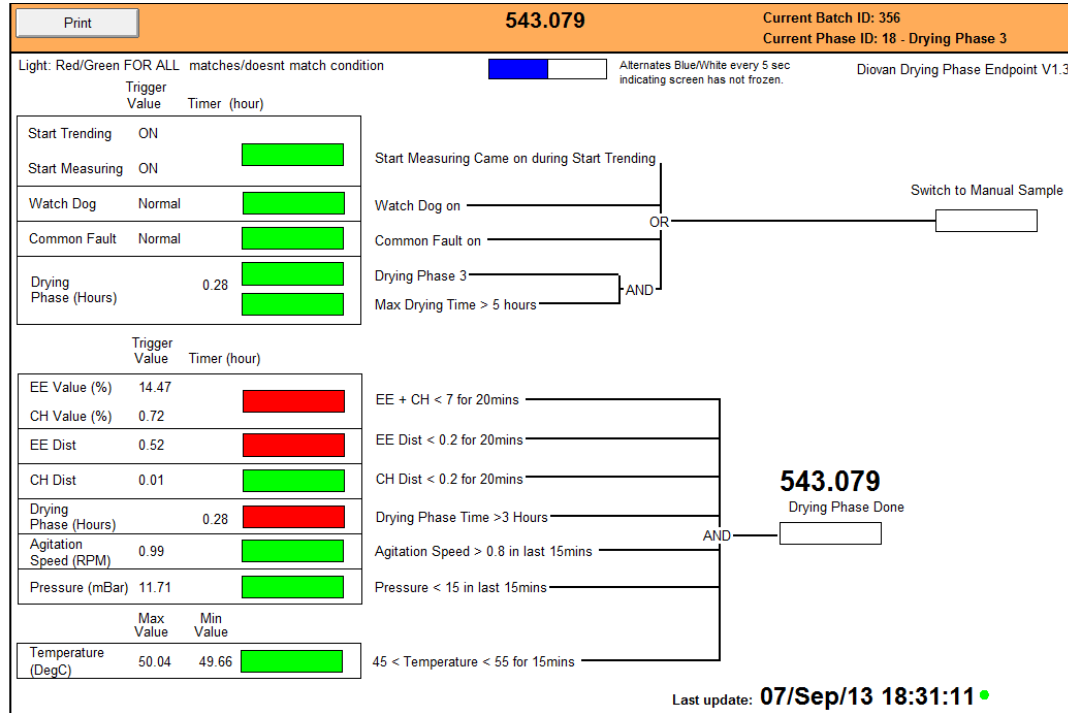 Print
543.079
Current Batch ID: 356
Current Phase ID: 18 - Drying Phase 3
Light: Red/Green FOR ALL matches/doesnt match condition
Alternates Blue/White every 5 sec
indicating screen has not frozen.
Diovan Drying Phase Endpoint V1.3
Trigger
Value Timer (hour)
Start Trending ON
Start Measuring ON
Start Measuring Came on during Start Trending
Watch Dog Normal
Watch Dog on
Common Fault Normal
Common Fault on
OR
Switch to Manual Sample
Drying
Phase (Hours) 0.28
Drying Phase 3
Max Drying Time > 5 hours
AND
Trigger
Value Timer (hour)
EE Value (%) 14.47
CH Value (%) 0.72
EE + CH < 7 for 20mins
EE Dist 0.52
EE Dist < 0.2 for 20mins
CH Dist 0.01
CH Dist < 0.2 for 20mins
Drying
Phase (Hours) 0.28
Drying Phase Time >3 Hours
Agitation
Speed (RPM) 0.99
Agitation Speed > 0.8 in last 15mins
Pressure (mBar) 11.71
Pressure < 15 in last 15mins
AND
543.079
Drying Phase Done
Max
Value
Min
Value
Temperature
(DegC) 50.04 49.66
45 < Temperature < 55 for 15mins
Last update: 07/Sep/13 18:31:11